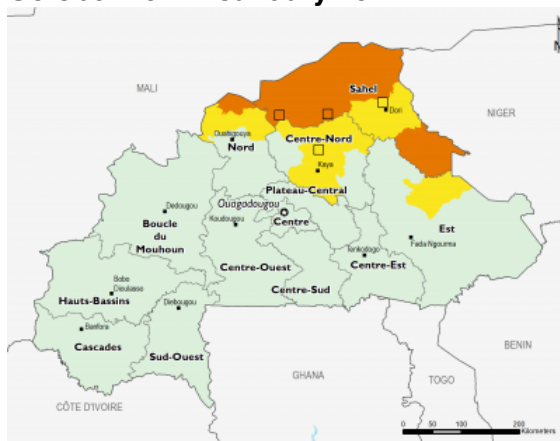 MALI
NIGER
Sahel
Dori
Ouahigouya
Nord
Centre-Nord
Kaya
Plateau-Central
Dedougou
Ouagadougou
Koudougou
Centre
Boucle
du
Mouhoun
Est
Fada Ngourma
Tenkodogo
Centre-Est
Centre-Ouest
Centre-Sud
Bobo
Dioulasso
Hauts-Bassins
Diebougou
Banfora
Cascades
Sud-Ouest
BENIN
GHANA
TOGO
CÔTE D'IVOIRE
0 50 100 200
Kilometers